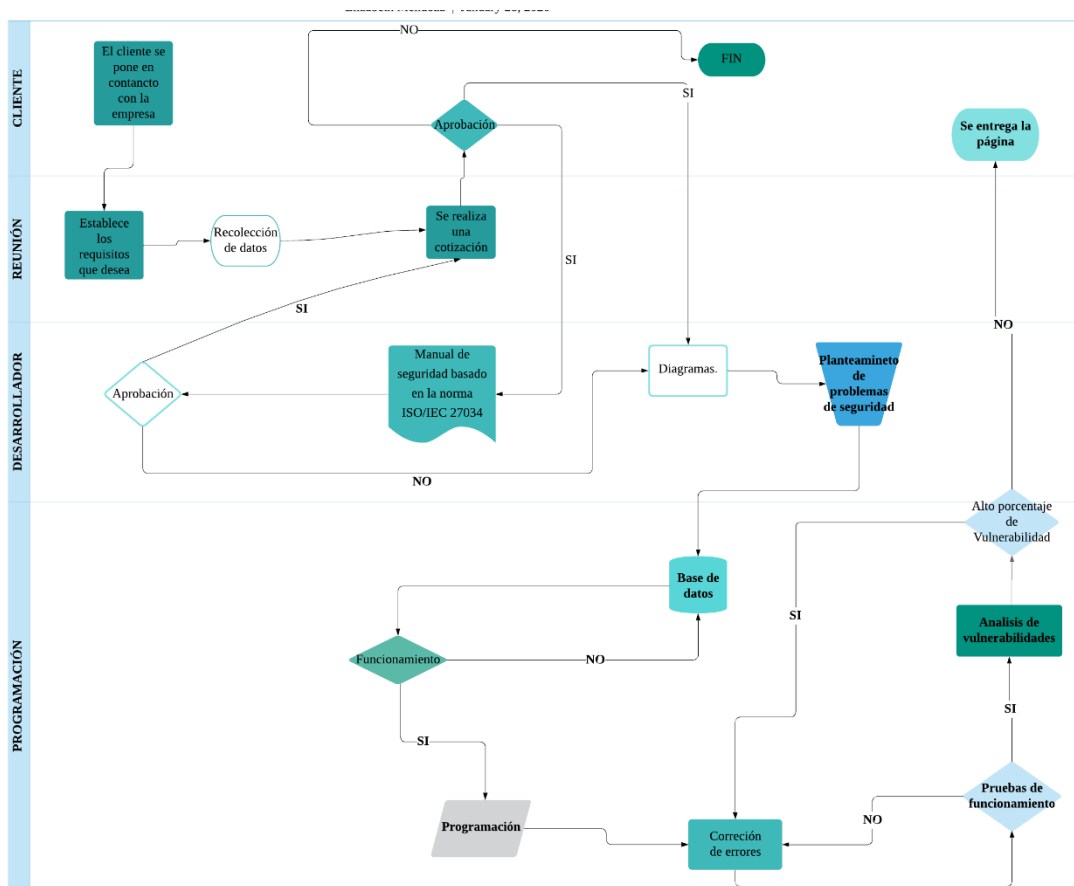 NO
CLIENTE
El cliente se
pone en
contancto
con la
empresa
FIN
SI
Aprobación
Se entrega la
página
REUNIÓN
Establece
los
requisitos
que desea
Recolección
de datos
Se realiza
una
cotización
SI
SI
NO
DESARROLLADOR
Aprobación
Manual de
seguridad basado
en la norma
ISO/IEC 27034
Diagramas.
Planteamineto
de
problemas
de seguridad
NO
PROGRAMACIÓN
Alto porcentaje
de
Vulnerabilidad
Base de
datos
SI
Analisis de
vulnerabilidades
Funcionamiento
NO
SI
SI
Pruebas de
funcionamiento
Programación
Correción
de errores
NO